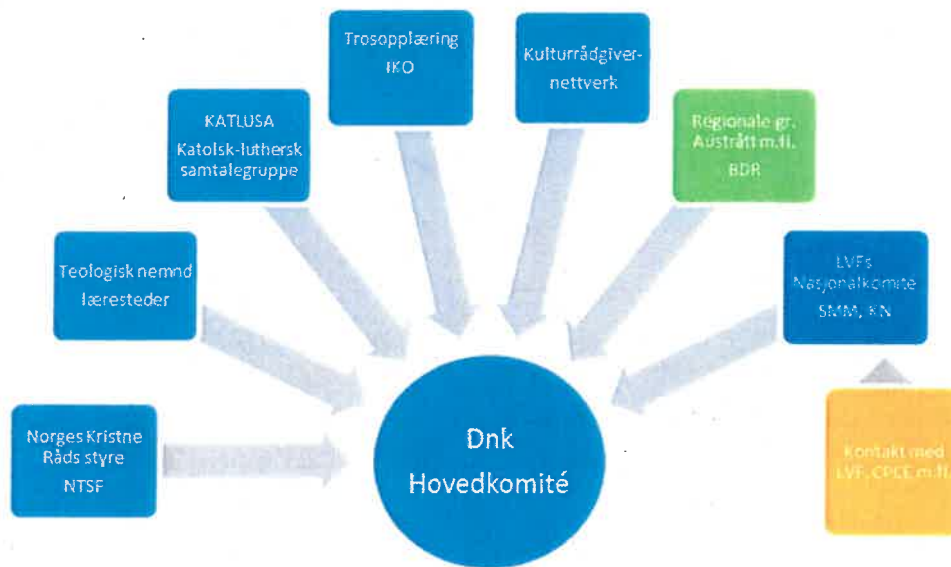 Trosopplæring
IKO
Kulturrådgiver-
nettverk
KATLUSA
Katolsk-luthersk
samtalegruppe
Regionale gr.
Austrått m.fl.
BDR
Teologisk nemnd
læresteder
LVFs
Nasjonalkomite
SMM, KN
Norges Kristne
Råds styre
NTSF
Dnk
Hovedkomité
Kontakt med
LVF, CPCE m.fl.